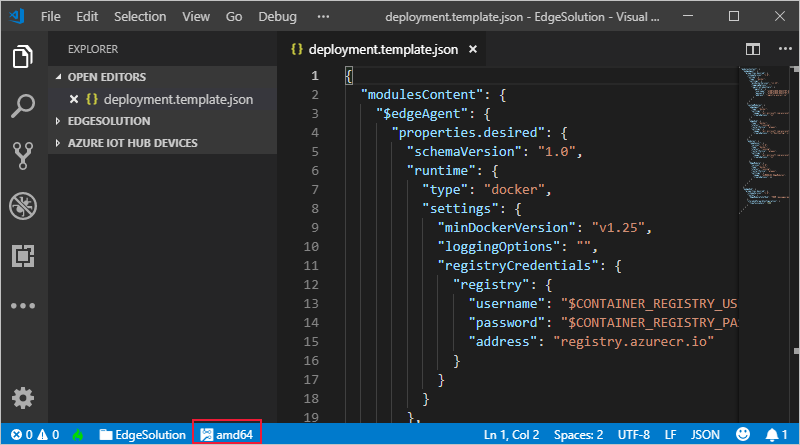 File Edit Selection View Go Debug deployment.template.json - EdgeSolution - Visual ...
EXPLORER
OPEN EDITORS
{} deployment.template.json
EDGESOLUTION
AZURE IOT HUB DEVICES
{} deployment.template.json
1 {
2 "modulesContent": {
3 "$edgeAgent": {
4 "properties.desired": {
5 "schemaVersion": "1.0",
6 "runtime": {
7 "type": "docker",
8 "settings": {
9 "minDockerVersion": "v1.25",
10 "loggingOptions": "",
11 "registryCredentials": {
12 "registry": {
13 "username": "$CONTAINER_REGISTRY_US
14 "password": "$CONTAINER_REGISTRY_PA
15 "address": "registry.azurecr.io"
16 }
17 }
18 }
19 },
0 0 EdgeSolution amd64 Ln 1, Col 2 Spaces: 2 UTF-8 LF JSON 1